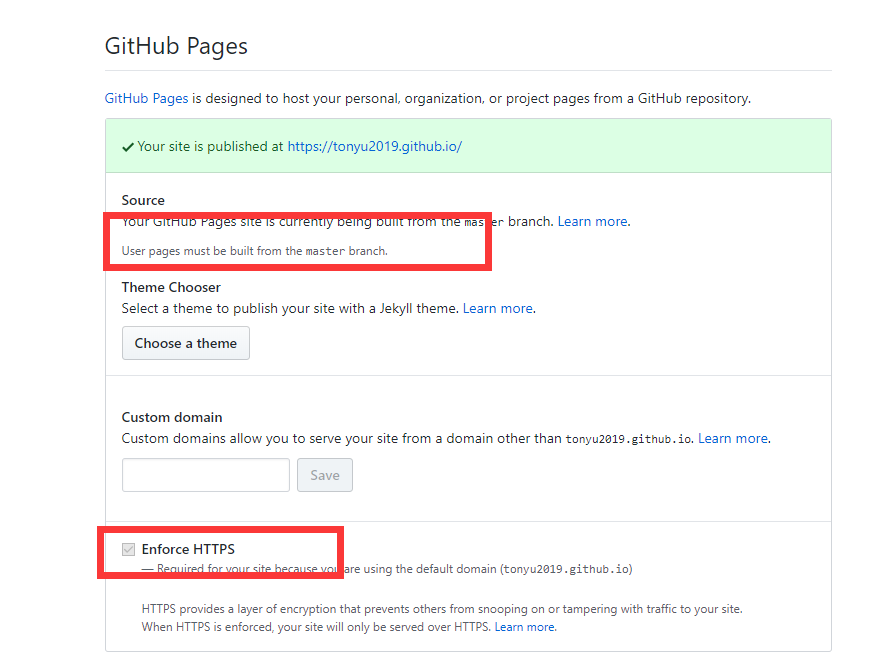 GitHub Pages
GitHub Pages is designed to host your personal, organization, or project pages from a GitHub repository.
Your site is published at https://tonyu2019.github.io/
Source
Your GitHub Pages site is currently being built from the master branch. Learn more.
User pages must be built from the master branch.
Theme Chooser
Select a theme to publish your site with a Jekyll theme. Learn more.
Choose a theme
Custom domain
Custom domains allow you to serve your site from a domain other than tonyu2019.github.io. Learn more.
Save
Enforce HTTPS
— Required for your site because you are using the default domain (tonyu2019.github.io)
HTTPS provides a layer of encryption that prevents others from snooping on or tampering with traffic to your site.
When HTTPS is enforced, your site will only be served over HTTPS. Learn more.